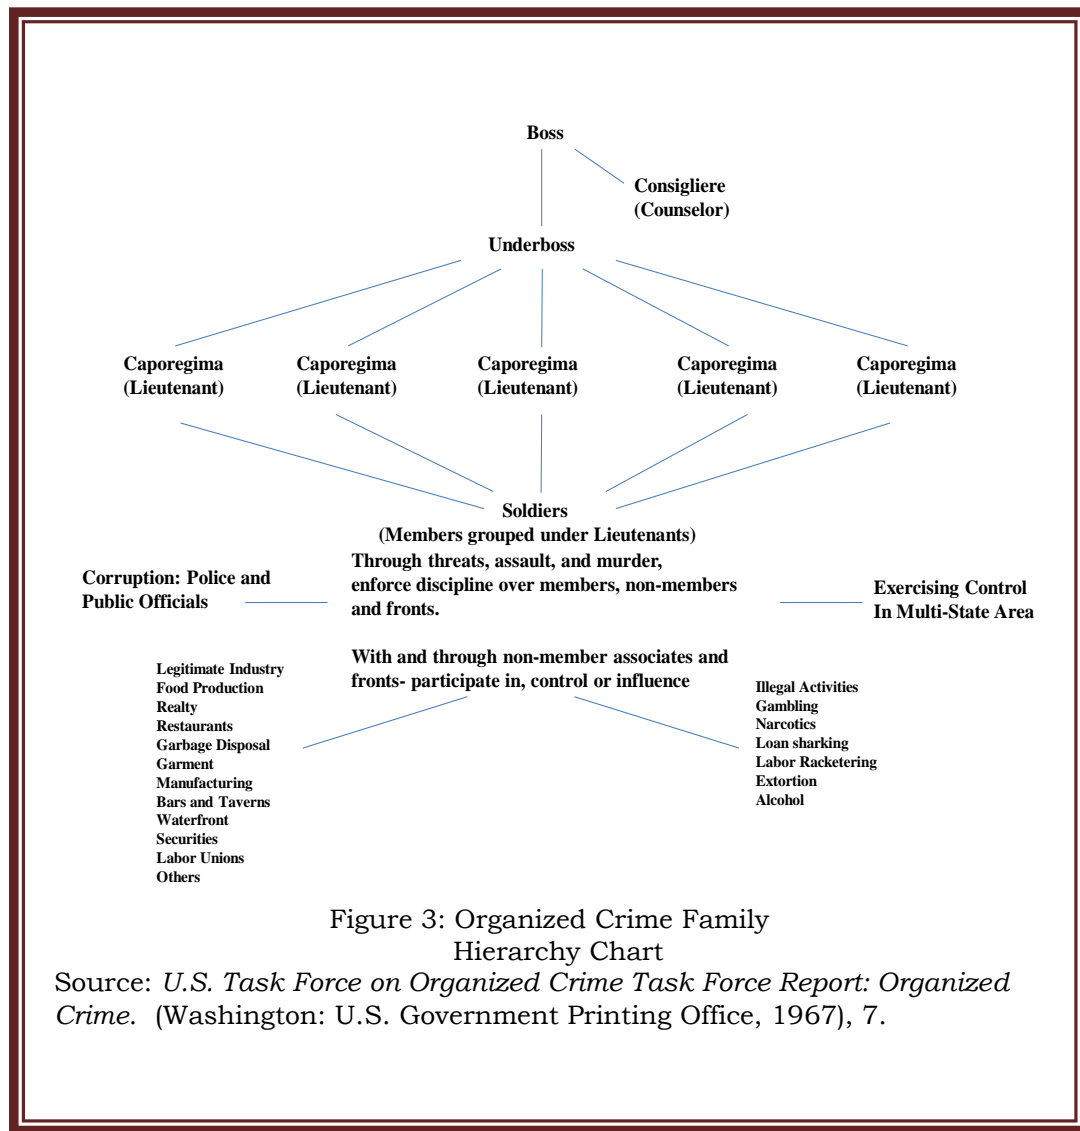 Boss
Consigliere
(Counselor)
Underboss
Caporegima
(Lieutenant)
Caporegima
(Lieutenant)
Caporegima
(Lieutenant)
Caporegima
(Lieutenant)
Caporegima
(Lieutenant)
Soldiers
(Members grouped under Lieutenants)
Through threats, assault, and murder,
enforce discipline over members, non-members
and fronts.
Corruption: Police and
Public Officials
Exercising Control
In Multi-State Area
With and through non-member associates and
fronts- participate in, control or influence
Legitimate Industry
Food Production
Realty
Restaurants
Garbage Disposal
Garment
Manufacturing
Bars and Taverns
Waterfront
Securities
Labor Unions
Others
Illegal Activities
Gambling
Narcotics
Loan sharking
Labor Racketering
Extortion
Alcohol
Figure 3: Organized Crime Family
Hierarchy Chart
Source: U.S. Task Force on Organized Crime Task Force Report: Organized
Crime. (Washington: U.S. Government Printing Office, 1967), 7.